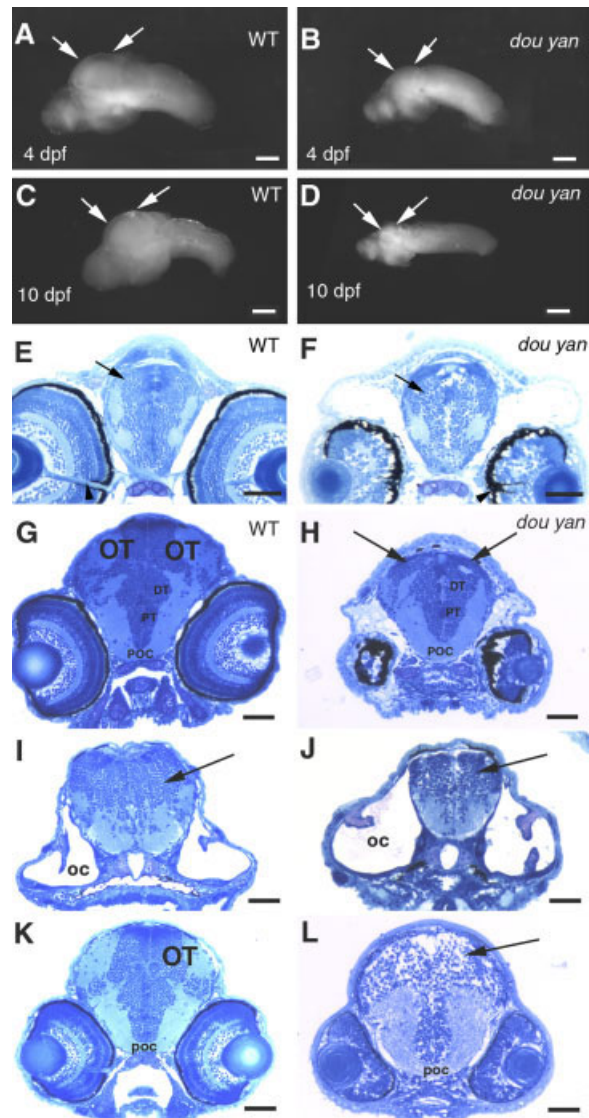 A WT
B dou yan
4 dpf
4 dpf
C WT
D dou yan
10 dpf
10 dpf
E WT
F dou yan
G WT
H dou yan
OT OT
DT
DT
PT
PT
POC
POC
I
J
oc
oc
K
L
OT
poc
poc